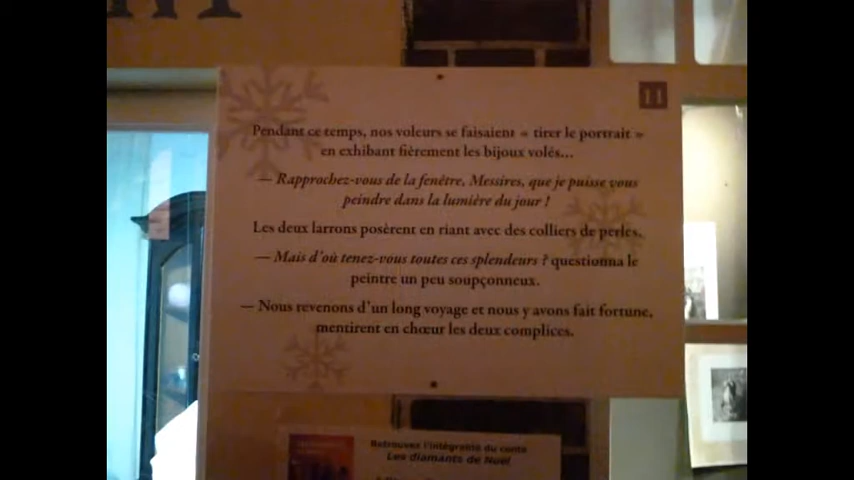 11
Pendant ce temps, nos voleurs se faisaient « tirer le portrait »
en exhibant fièrement les bijoux volés...
— Rapprochez-vous de la fenêtre, Messires, que je puisse vous
peindre dans la lumière du jour !
Les deux larrons posèrent en riant avec des colliers de perles.
— Mais d'où tenez-vous toutes ces splendeurs ? questionna le
peintre un peu soupçonneux.
— Nous revenons d'un long voyage et nous y avons fait fortune,
mentirent en chœur les deux complices.
Retrouvez l'intégralité du conte
Les diamants de Noël